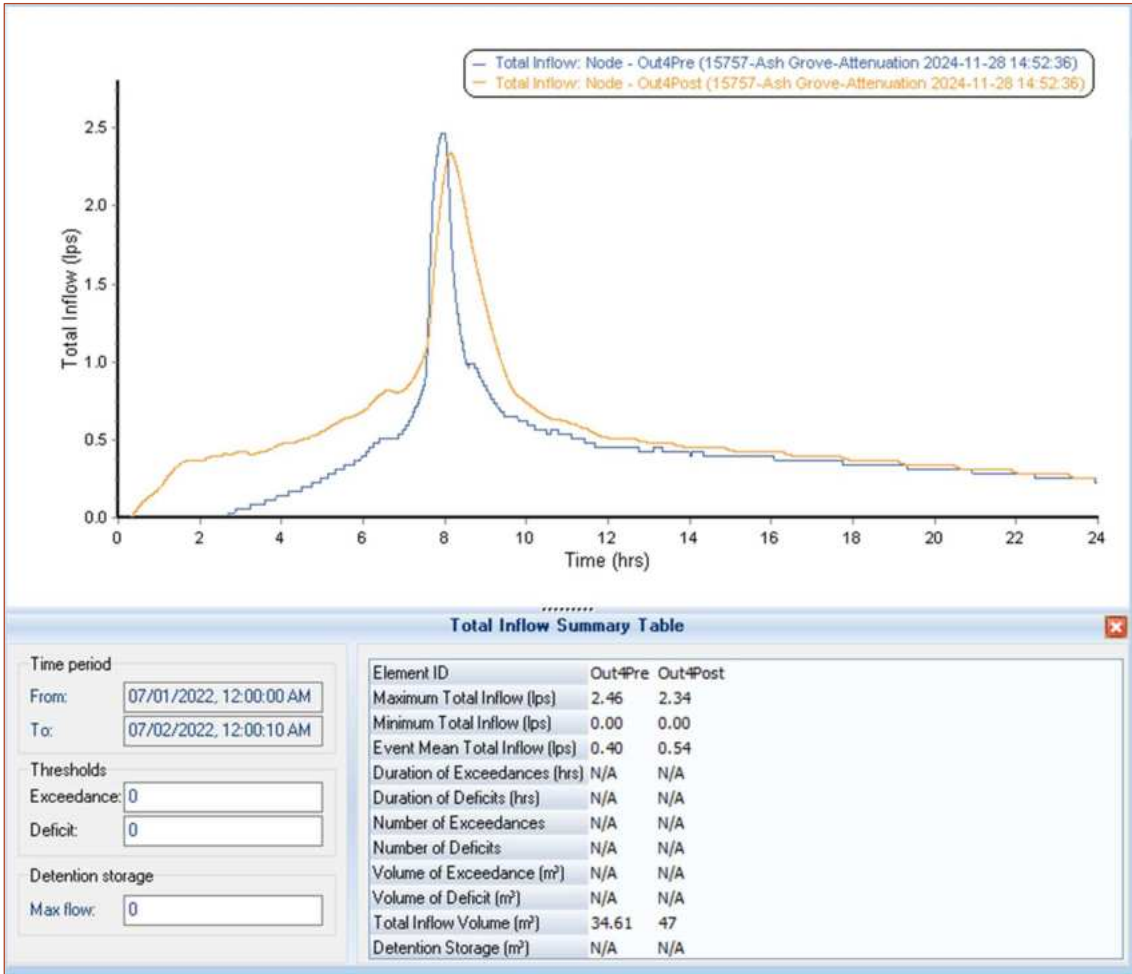 Total Inflow: Node - Out4Pre (15757-Ash Grove-Attenuation 2024-11-28 14:52:36)
Total Inflow: Node - Out4Post (15757-Ash Grove-Attenuation 2024-11-28 14:52:36)
2.5
2.0
1.5
1.0
0.5
0.0
Total Inflow (lps)
0 2 4 6 8 10 12 14 16 18 20 22 24
Time (hrs)
Total Inflow Summary Table
Time period
From: 07/01/2022, 12:00:00 AM
To: 07/02/2022, 12:00:10 AM
Thresholds
Exceedance: 0
Deficit: 0
Detention storage
Max flow: 0
Element ID Out4Pre Out4Post
Maximum Total Inflow (lps) 2.46 2.34
Minimum Total Inflow (lps) 0.00 0.00
Event Mean Total Inflow (lps) 0.40 0.54
Duration of Exceedances (hrs) N/A N/A
Duration of Deficits (hrs) N/A N/A
Number of Exceedances N/A N/A
Number of Deficits N/A N/A
Volume of Exceedance (m³) N/A N/A
Volume of Deficit (m³) N/A N/A
Total Inflow Volume (m³) 34.61 47
Detention Storage (m³) N/A N/A